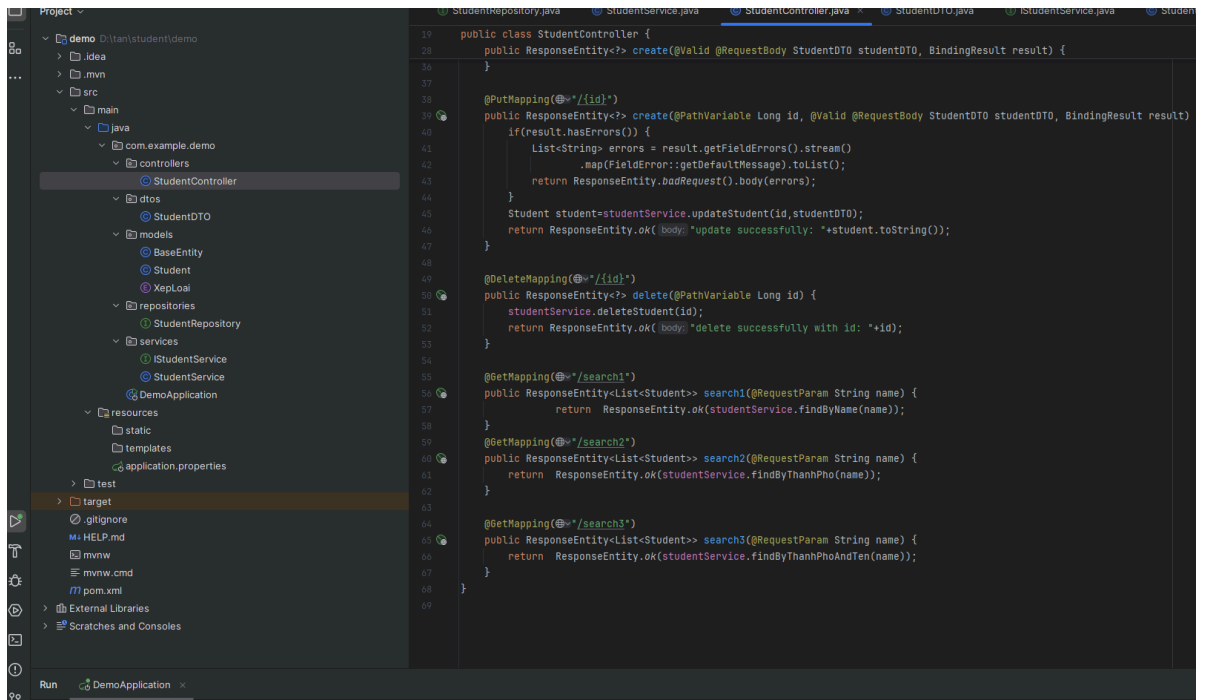 Project
demo D:\tan\student\demo
.idea
.mvn
src
main
java
com.example.demo
controllers
StudentController
dtos
StudentDTO
models
BaseEntity
Student
XepLoai
repositories
StudentRepository
services
IStudentService
StudentService
DemoApplication
resources
static
templates
application.properties
test
target
.gitignore
HELP.md
mvnw
mvnw.cmd
pom.xml
External Libraries
Scratches and Consoles
StudentRepository.java StudentService.java StudentController.java StudentDTO.java IStudentService.java Studen
19 public class StudentController {
28 public ResponseEntity<?> create(@Valid @RequestBody StudentDTO studentDTO, BindingResult result) {
36 }
37
38 @PutMapping("/{id}")
39 public ResponseEntity<?> create(@PathVariable Long id, @Valid @RequestBody StudentDTO studentDTO, BindingResult result)
40 if(result.hasErrors()) {
41 List<String> errors = result.getFieldErrors().stream()
42 .map(FieldError::getDefaultMessage).toList();
43 return ResponseEntity.badRequest().body(errors);
44 }
45 Student student=studentService.updateStudent(id,studentDTO);
46 return ResponseEntity.ok( body: "update successfully: "+student.toString());
47 }
48
49 @DeleteMapping("/{id}")
50 public ResponseEntity<?> delete(@PathVariable Long id) {
51 studentService.deleteStudent(id);
52 return ResponseEntity.ok( body: "delete successfully with id: "+id);
53 }
54
55 @GetMapping("/search1")
56 public ResponseEntity<List<Student>> search1(@RequestParam String name) {
57 return ResponseEntity.ok(studentService.findByName(name));
58 }
59 @GetMapping("/search2")
60 public ResponseEntity<List<Student>> search2(@RequestParam String name) {
61 return ResponseEntity.ok(studentService.findByThanhPho(name));
62 }
63
64 @GetMapping("/search3")
65 public ResponseEntity<List<Student>> search3(@RequestParam String name) {
66 return ResponseEntity.ok(studentService.findByThanhPhoAndTen(name));
67 }
68 }
69
Run DemoApplication